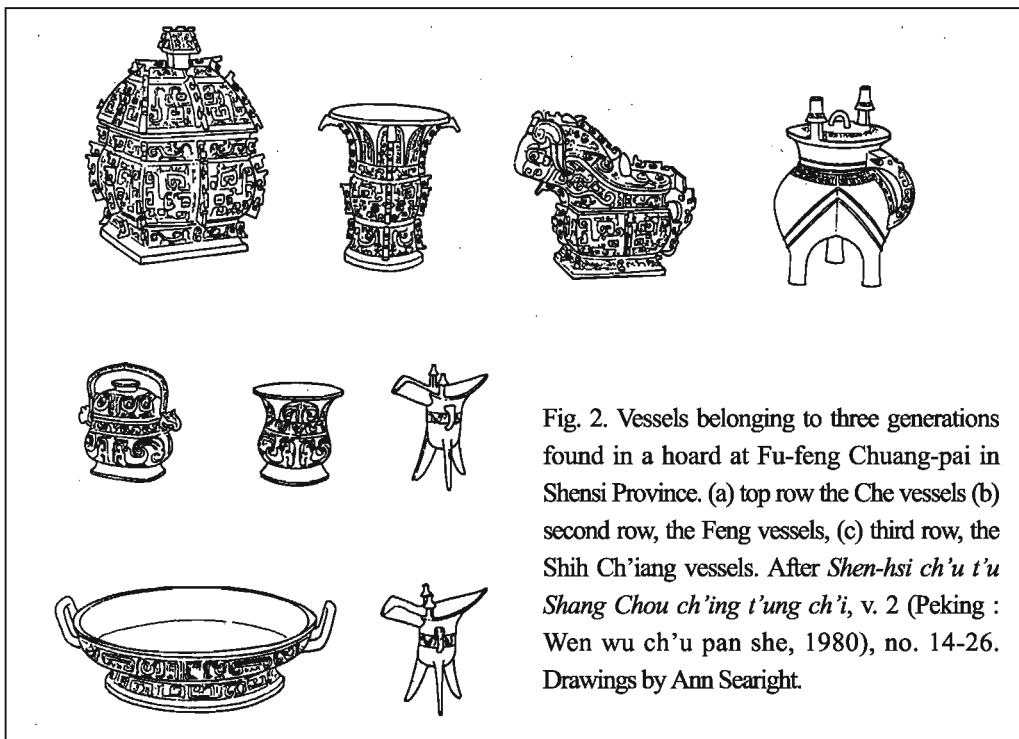 Fig. 2. Vessels belonging to three generations
found in a hoard at Fu-feng Chuang-pai in
Shensi Province. (a) top row the Che vessels (b)
second row, the Feng vessels, (c) third row, the
Shih Ch'iang vessels. After Shen-hsi ch'u t'u
Shang Chou ch'ing t'ung ch'i, v. 2 (Peking :
Wen wu ch'u pan she, 1980), no. 14-26.
Drawings by Ann Searight.